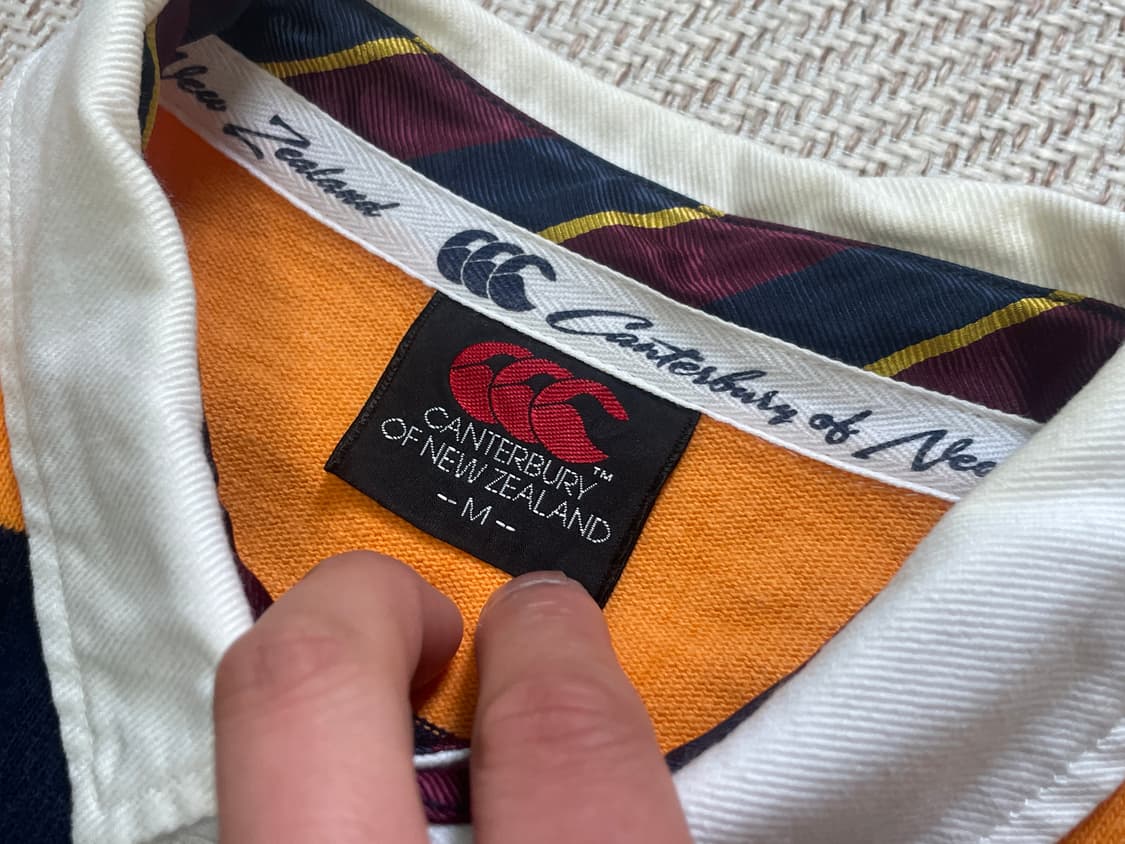 New Zealand
Canterbury of New
CANTERBURY™
OF NEW ZEALAND
-- M --